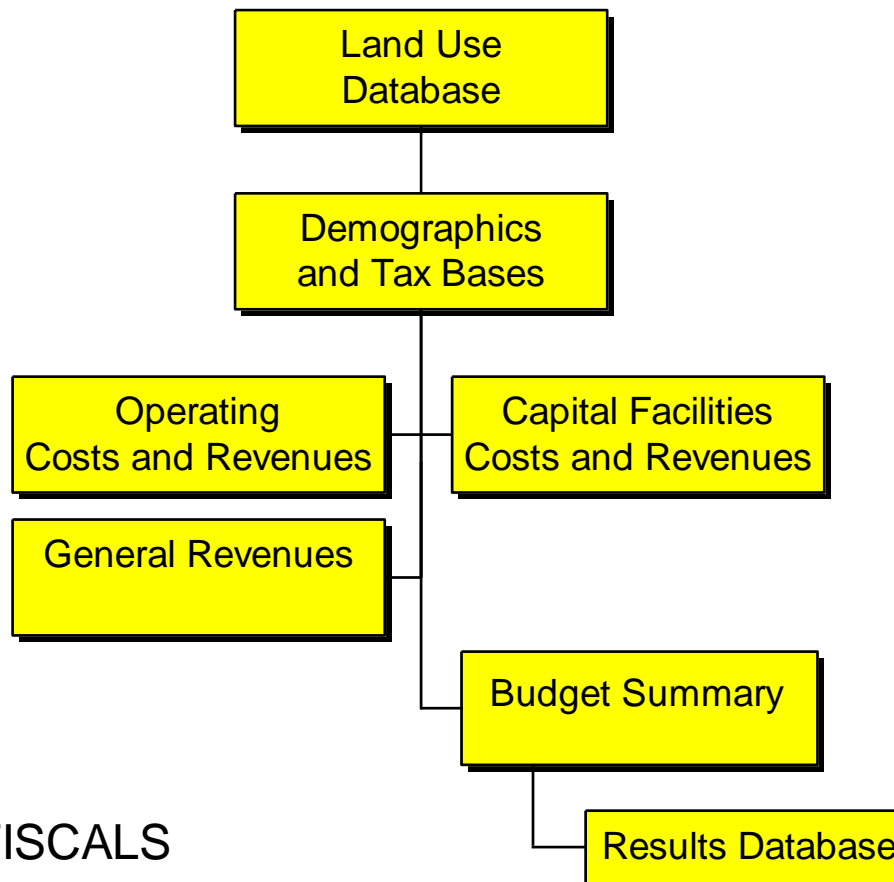 Land Use
Database
Demographics
and Tax Bases
Operating
Costs and Revenues
Capital Facilities
Costs and Revenues
General Revenues
Budget Summary
FISCALS
Results Database